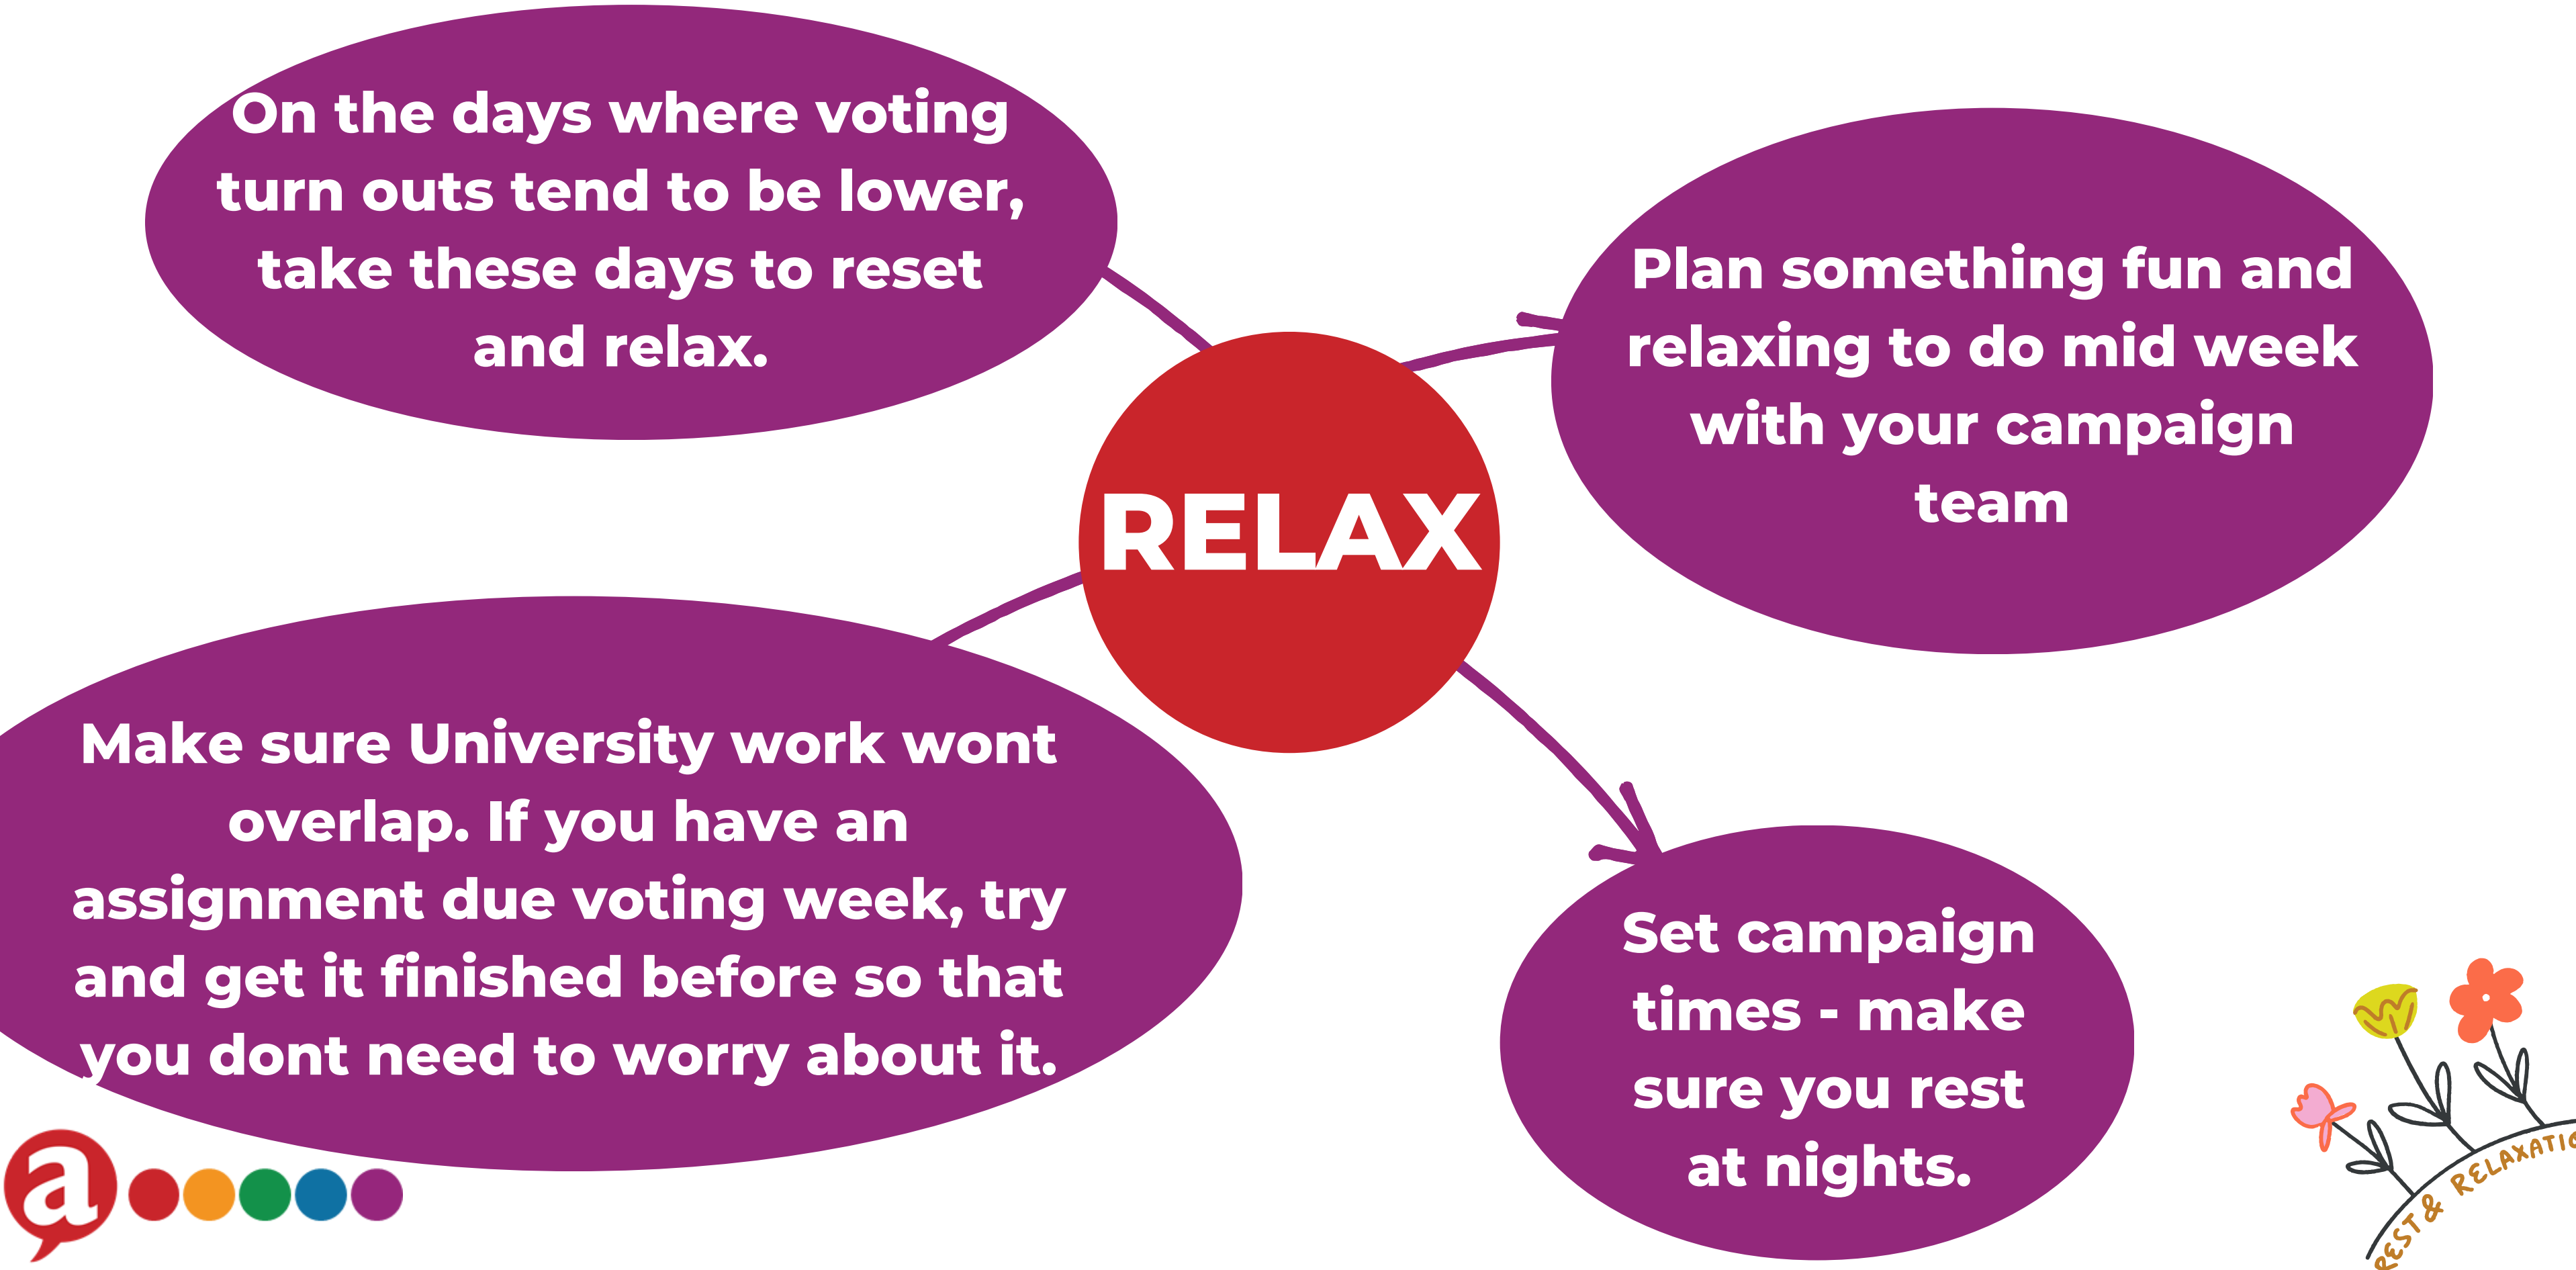 On the days where voting
turn outs tend to be lower,
take these days to reset
and relax.
Plan something fun and
relaxing to do mid week
with your campaign
team
RELAX
Make sure University work wont
overlap. If you have an
assignment due voting week, try
and get it finished before so that
you dont need to worry about it.
Set campaign
times - make
sure you rest
at nights.
a
REST & RELAXATIO